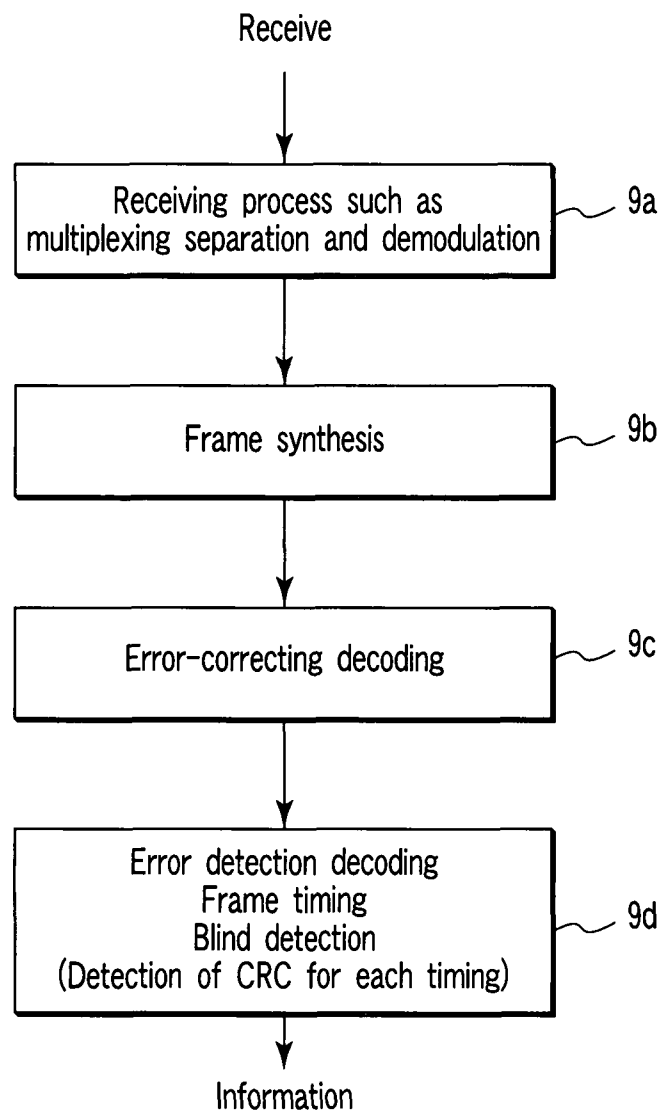 Receive
Receiving process such as
multiplexing separation and demodulation
9a
Frame synthesis
9b
Error-correcting decoding
9c
Error detection decoding
Frame timing
Blind detection
(Detection of CRC for each timing)
9d
Information